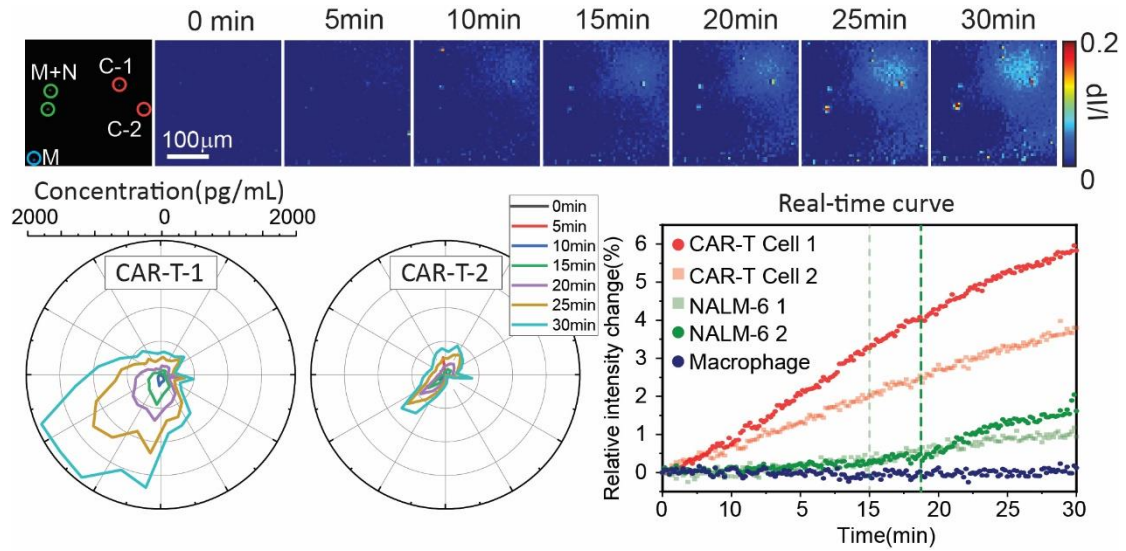 0 min 5min 10min 15min 20min 25min 30min
M+N
C-1
C-2
M
100μm
0.2
dI/I
0
Concentration(pg/mL)
2000 0 2000
CAR-T-1
CAR-T-2
0min
5min
10min
15min
20min
25min
30min
Real-time curve
Relative intensity change(%)
6
5
4
3
2
1
0
CAR-T Cell 1
CAR-T Cell 2
NALM-6 1
NALM-6 2
Macrophage
0 10 5 15 20 25 30
Time(min)